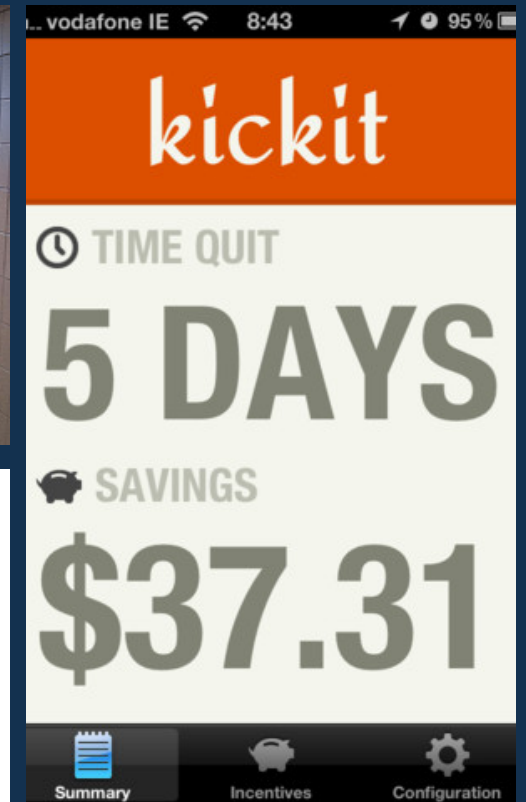 ... vodafone IE 8:43 95%
kickit
TIME QUIT
5 DAYS
SAVINGS
$37.31
Summary Incentives Configuration